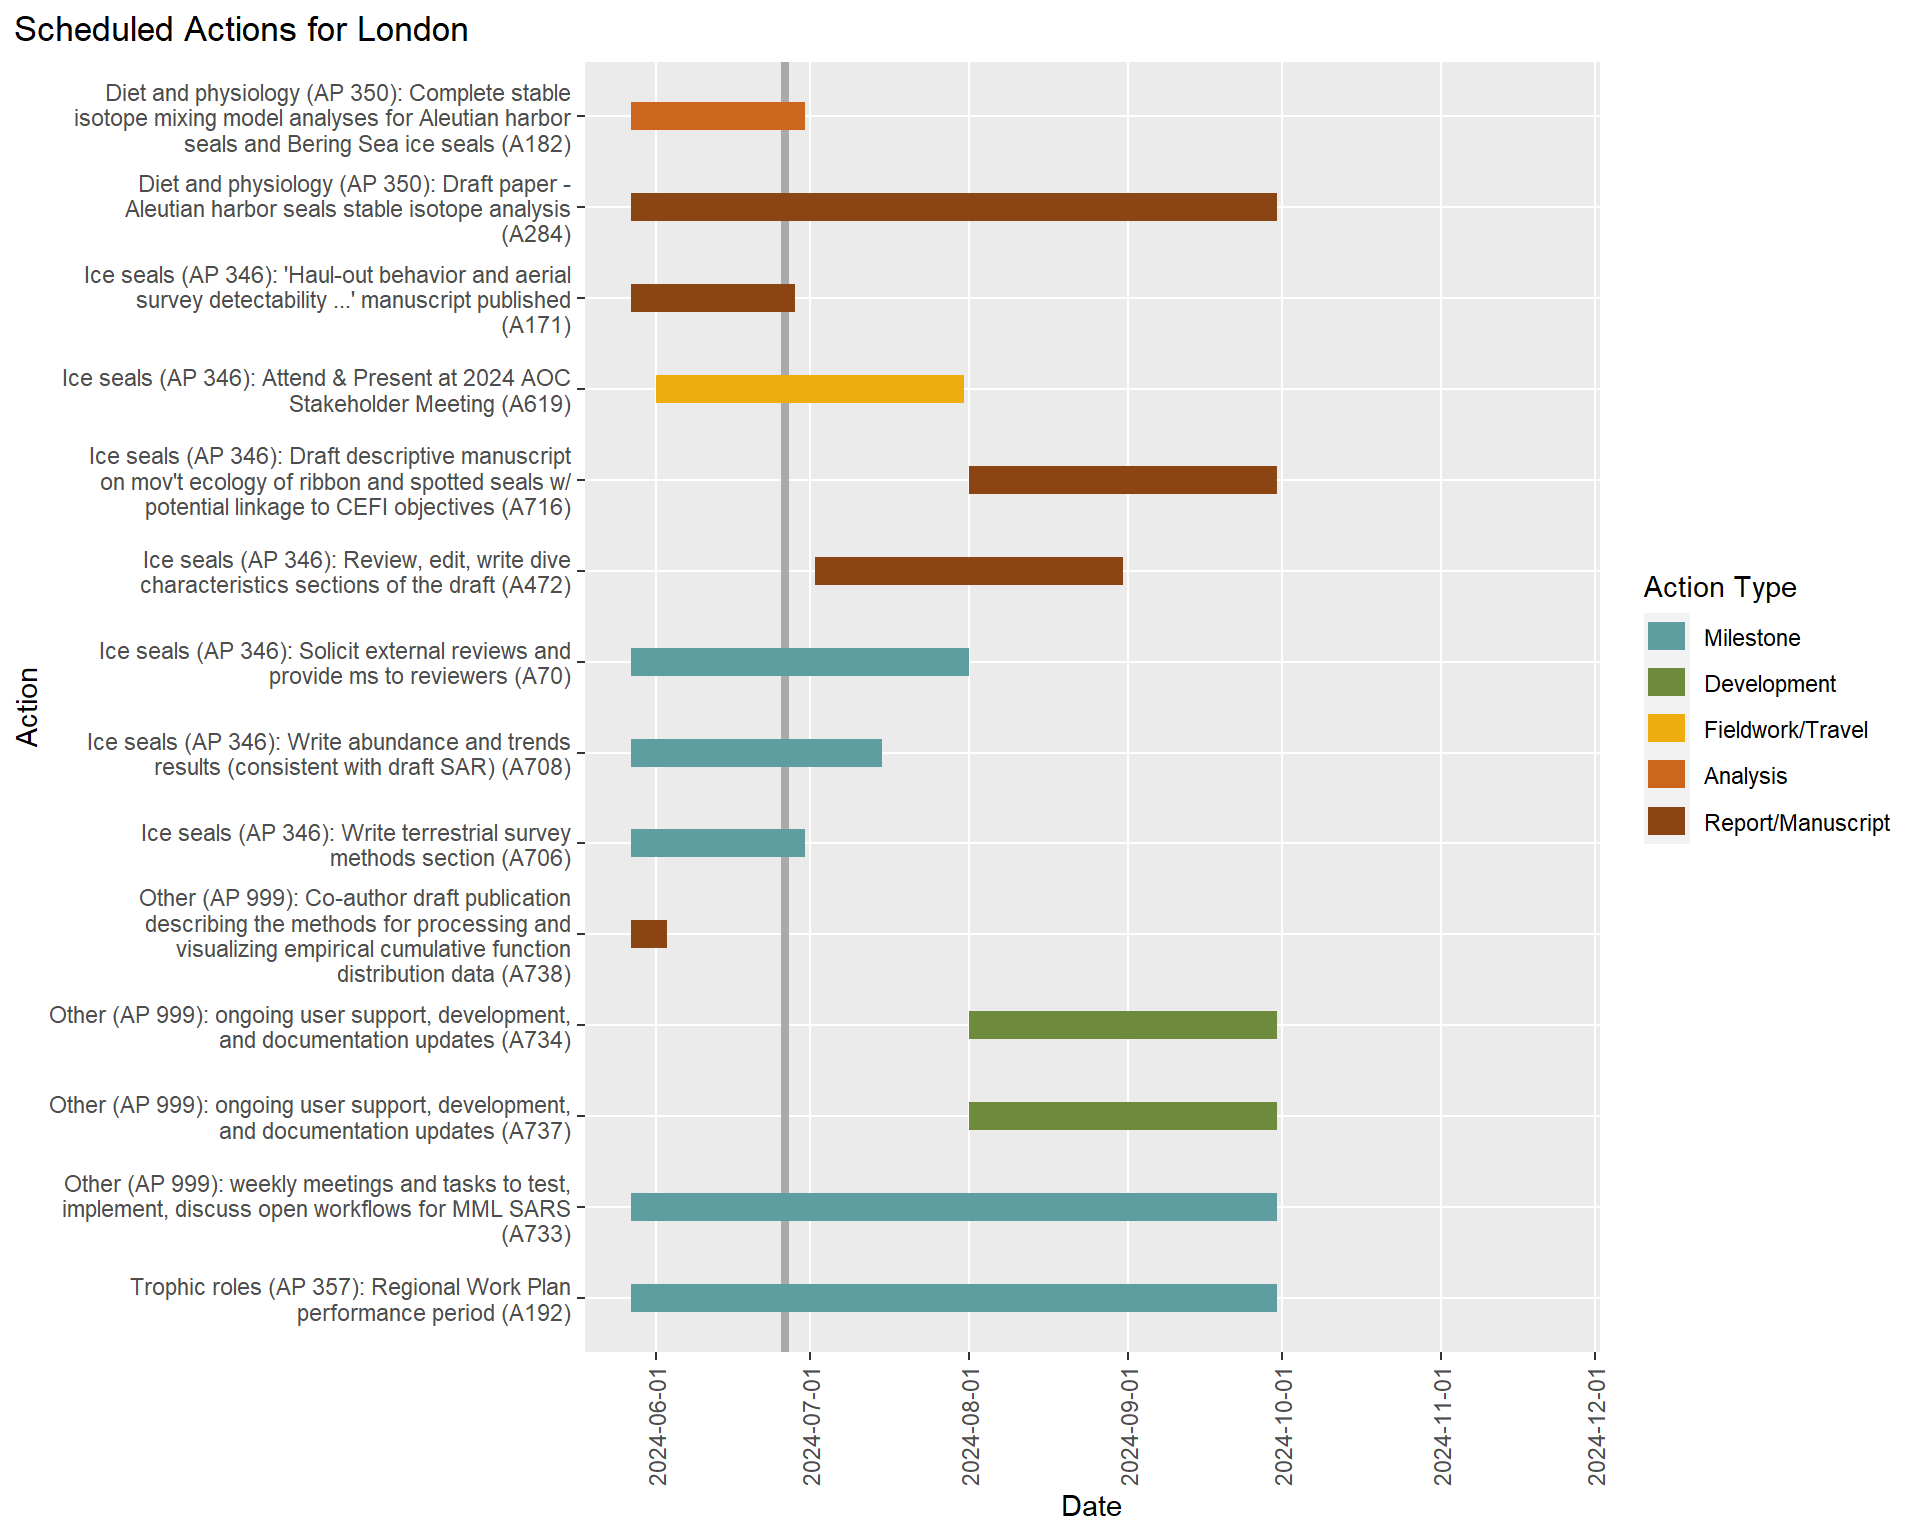 Scheduled Actions for London
Diet and physiology (AP 350): Complete stable
isotope mixing model analyses for Aleutian harbor
seals and Bering Sea ice seals (A182)
Diet and physiology (AP 350): Draft paper -
Aleutian harbor seals stable isotope analysis
(A284)
Ice seals (AP 346): 'Haul-out behavior and aerial
survey detectability ...' manuscript published
(A171)
Ice seals (AP 346): Attend & Present at 2024 AOC
Stakeholder Meeting (A619)
Ice seals (AP 346): Draft descriptive manuscript
on mov't ecology of ribbon and spotted seals w/
potential linkage to CEFI objectives (A716)
Ice seals (AP 346): Review, edit, write dive
characteristics sections of the draft (A472)
Ice seals (AP 346): Solicit external reviews and
provide ms to reviewers (A70)
Ice seals (AP 346): Write abundance and trends
results (consistent with draft SAR) (A708)
Ice seals (AP 346): Write terrestrial survey
methods section (A706)
Other (AP 999): Co-author draft publication
describing the methods for processing and
visualizing empirical cumulative function
distribution data (A738)
Other (AP 999): ongoing user support, development,
and documentation updates (A734)
Other (AP 999): ongoing user support, development,
and documentation updates (A737)
Other (AP 999): weekly meetings and tasks to test,
implement, discuss open workflows for MML SARS
(A733)
Trophic roles (AP 357): Regional Work Plan
performance period (A192)
Action
2024-06-01
2024-07-01
2024-08-01
2024-09-01
2024-10-01
2024-11-01
2024-12-01
Date
Action Type
Milestone
Development
Fieldwork/Travel
Analysis
Report/Manuscript